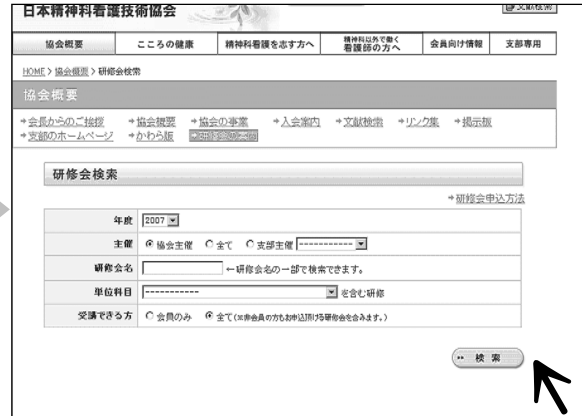 日本精神科看護技術協会
文献検索
協会概要 こころの健康 精神科看護を志す方へ 精神科以外で働く看護師の方へ 会員向け情報 支部専用
HOME > 協会概要 > 研修会検索
協会概要
→会長からのご挨拶 →協会概要 →協会の事業 →入会案内 →文献検索 →リンク集 →掲示板
→支部のホームページ →かわら版
研修会検索
→研修会申込方法
年度 2007
主催 協会主催 全て 支部主催 ------------
研修会名 ←研修会名の一部で検索できます。
単位科目 ----------- を含む研修
受講できる方 会員のみ 全て(※非会員の方もお申込頂ける研修会を含みます。)
検索